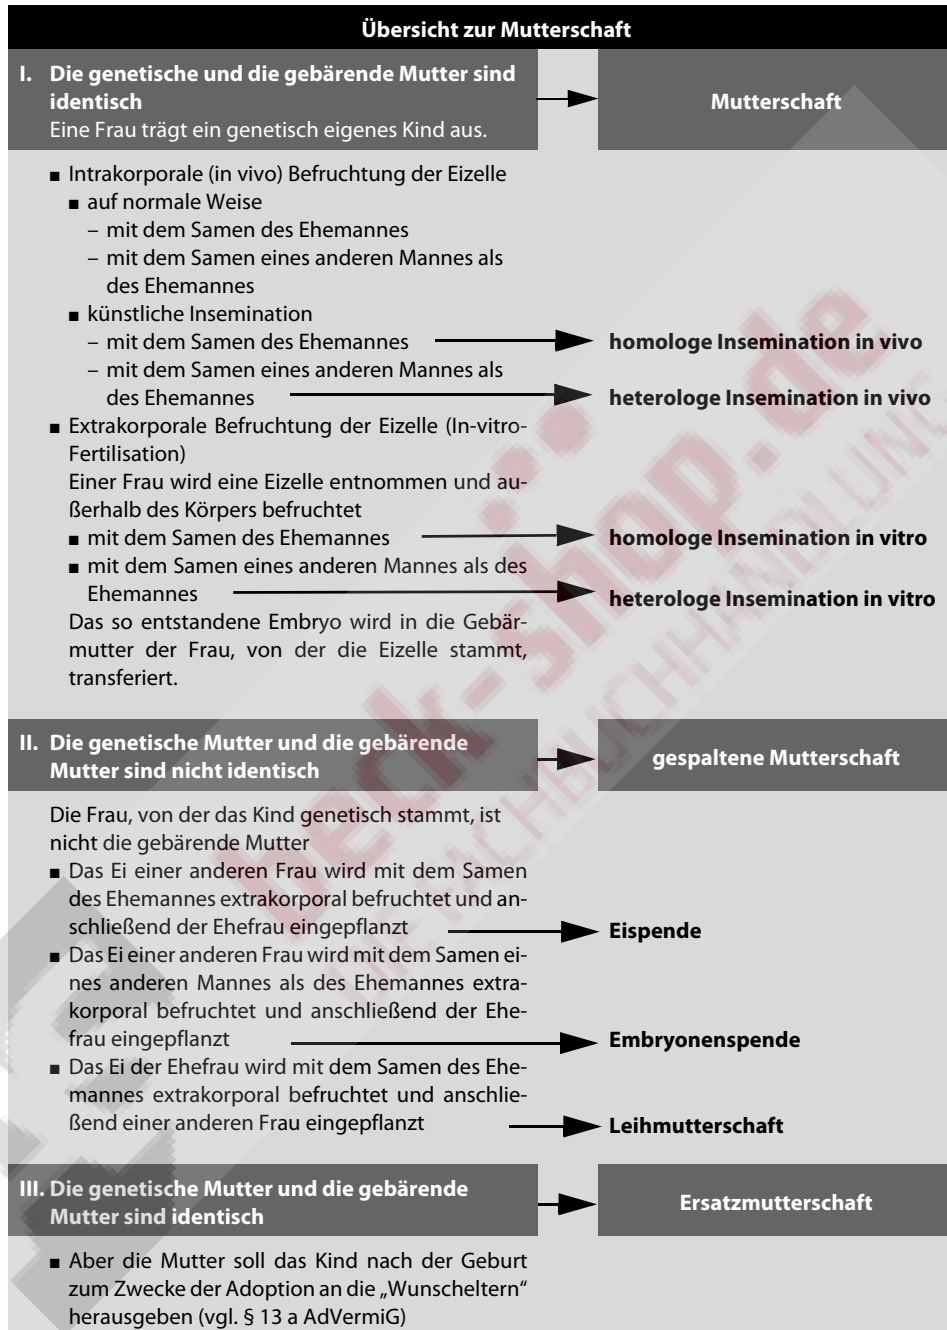 Übersicht zur Mutterschaft
I. Die genetische und die gebärende Mutter sind
identisch
Eine Frau trägt ein genetisch eigenes Kind aus.
Mutterschaft
■ Intrakorporale (in vivo) Befruchtung der Eizelle
■ auf normale Weise
– mit dem Samen des Ehemannes
– mit dem Samen eines anderen Mannes als
des Ehemannes
■ künstliche Insemination
– mit dem Samen des Ehemannes
homologe Insemination in vivo
– mit dem Samen eines anderen Mannes als
des Ehemannes
heterologe Insemination in vivo
■ Extrakorporale Befruchtung der Eizelle (In-vitro-
Fertilisation)
Einer Frau wird eine Eizelle entnommen und au-
ßerhalb des Körpers befruchtet
■ mit dem Samen des Ehemannes
homologe Insemination in vitro
■ mit dem Samen eines anderen Mannes als des
Ehemannes
heterologe Insemination in vitro
Das so entstandene Embryo wird in die Gebär-
mutter der Frau, von der die Eizelle stammt,
transferiert.
II. Die genetische Mutter und die gebärende
Mutter sind nicht identisch
gespaltene Mutterschaft
Die Frau, von der das Kind genetisch stammt, ist
nicht die gebärende Mutter
■ Das Ei einer anderen Frau wird mit dem Samen
des Ehemannes extrakorporal befruchtet und an-
schließend der Ehefrau eingepflanzt
Eispende
■ Das Ei einer anderen Frau wird mit dem Samen ei-
nes anderen Mannes als des Ehemannes extra-
korporal befruchtet und anschließend der Ehe-
frau eingepflanzt
Embryonenspende
■ Das Ei der Ehefrau wird mit dem Samen des Ehe-
mannes extrakorporal befruchtet und anschlie-
ßend einer anderen Frau eingepflanzt
Leihmutterschaft
III. Die genetische Mutter und die gebärende
Mutter sind identisch
Ersatzmutterschaft
■ Aber die Mutter soll das Kind nach der Geburt
zum Zwecke der Adoption an die „Wunscheltern“
herausgeben (vgl. § 13 a AdVermiG)
beck-shop.de
DIE FACHBUCHHANDLUNG